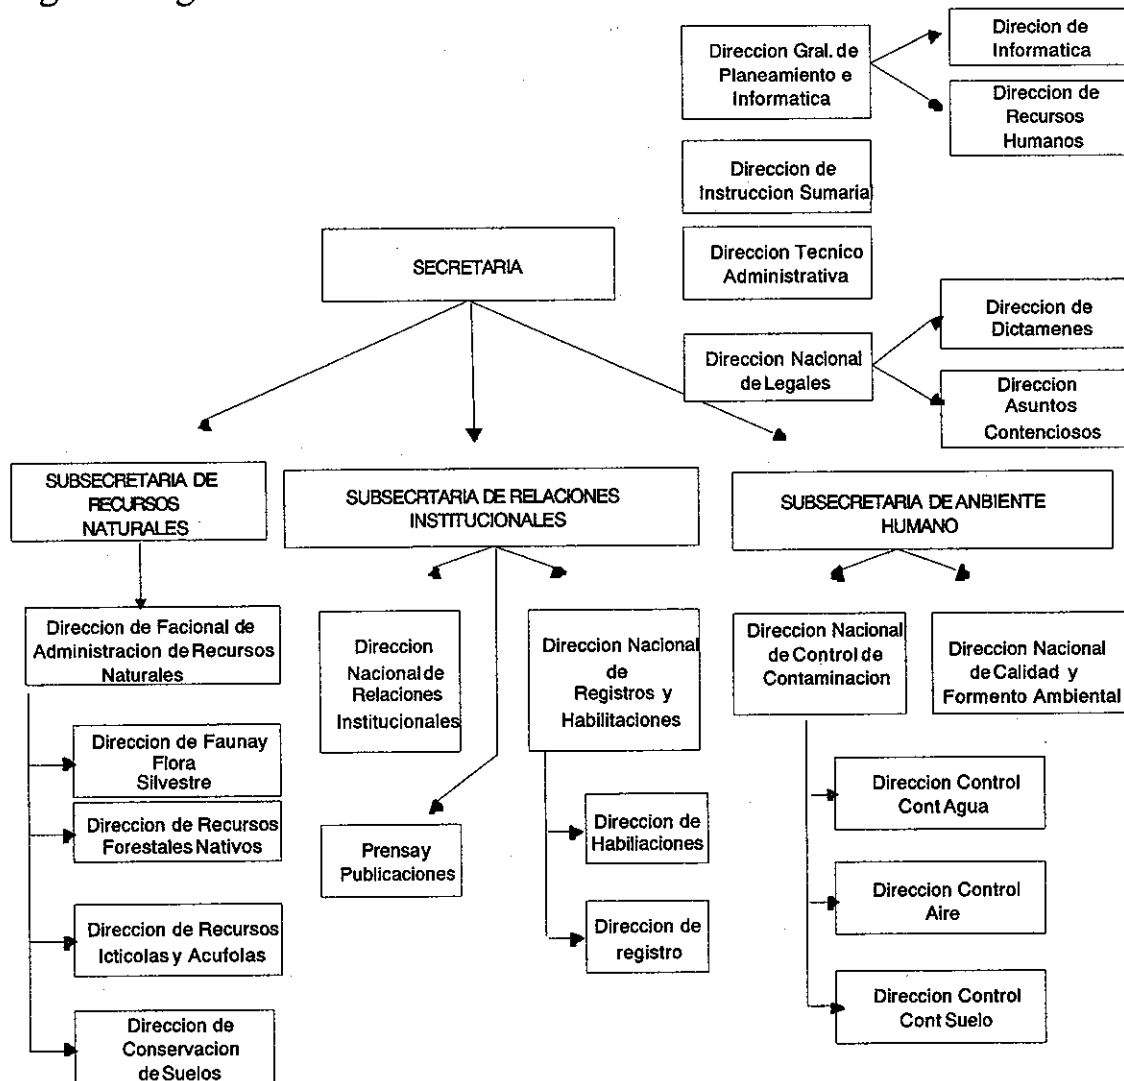 Direccion Gral. de
Planeamiento e
Informatica
Direcion de
Informatica
Direccion de
Recursos
Humanos
Direccion de
Instruccion Sumaria
SECRETARIA
Direccion Tecnico
Administrativa
Direccion Nacional
de Legales
Direccion de
Dictamenes
Direccion
Asuntos
Contenciosos
SUBSECRETARIA DE
RECURSOS
NATURALES
SUBSECRTARIA DE RELACIONES
INSTITUCIONALES
SUBSECRETARIA DE ANBIENTE
HUMANO
Direccion de Facional de
Administracion de Recursos
Naturales
Direccion
Nacional de
Relaciones
Institucionales
Direccion Nacional
de
Registros y
Habilitaciones
Direccion Nacional
de Control de
Contaminacion
Direccion Nacional
de Calidad y
Formento Ambiental
Direccion de Faunay
Flora
Silvestre
Direccion de Recursos
Forestales Nativos
Direccion de Recursos
Icticolas y Acufolas
Direccion de
Conservacion
de Suelos
Prensay
Publicaciones
Direccion de
Habiliaciones
Direccion de
registro
Direccion Control
Cont Agua
Direccion Control
Aire
Direccion Control
Cont Suelo